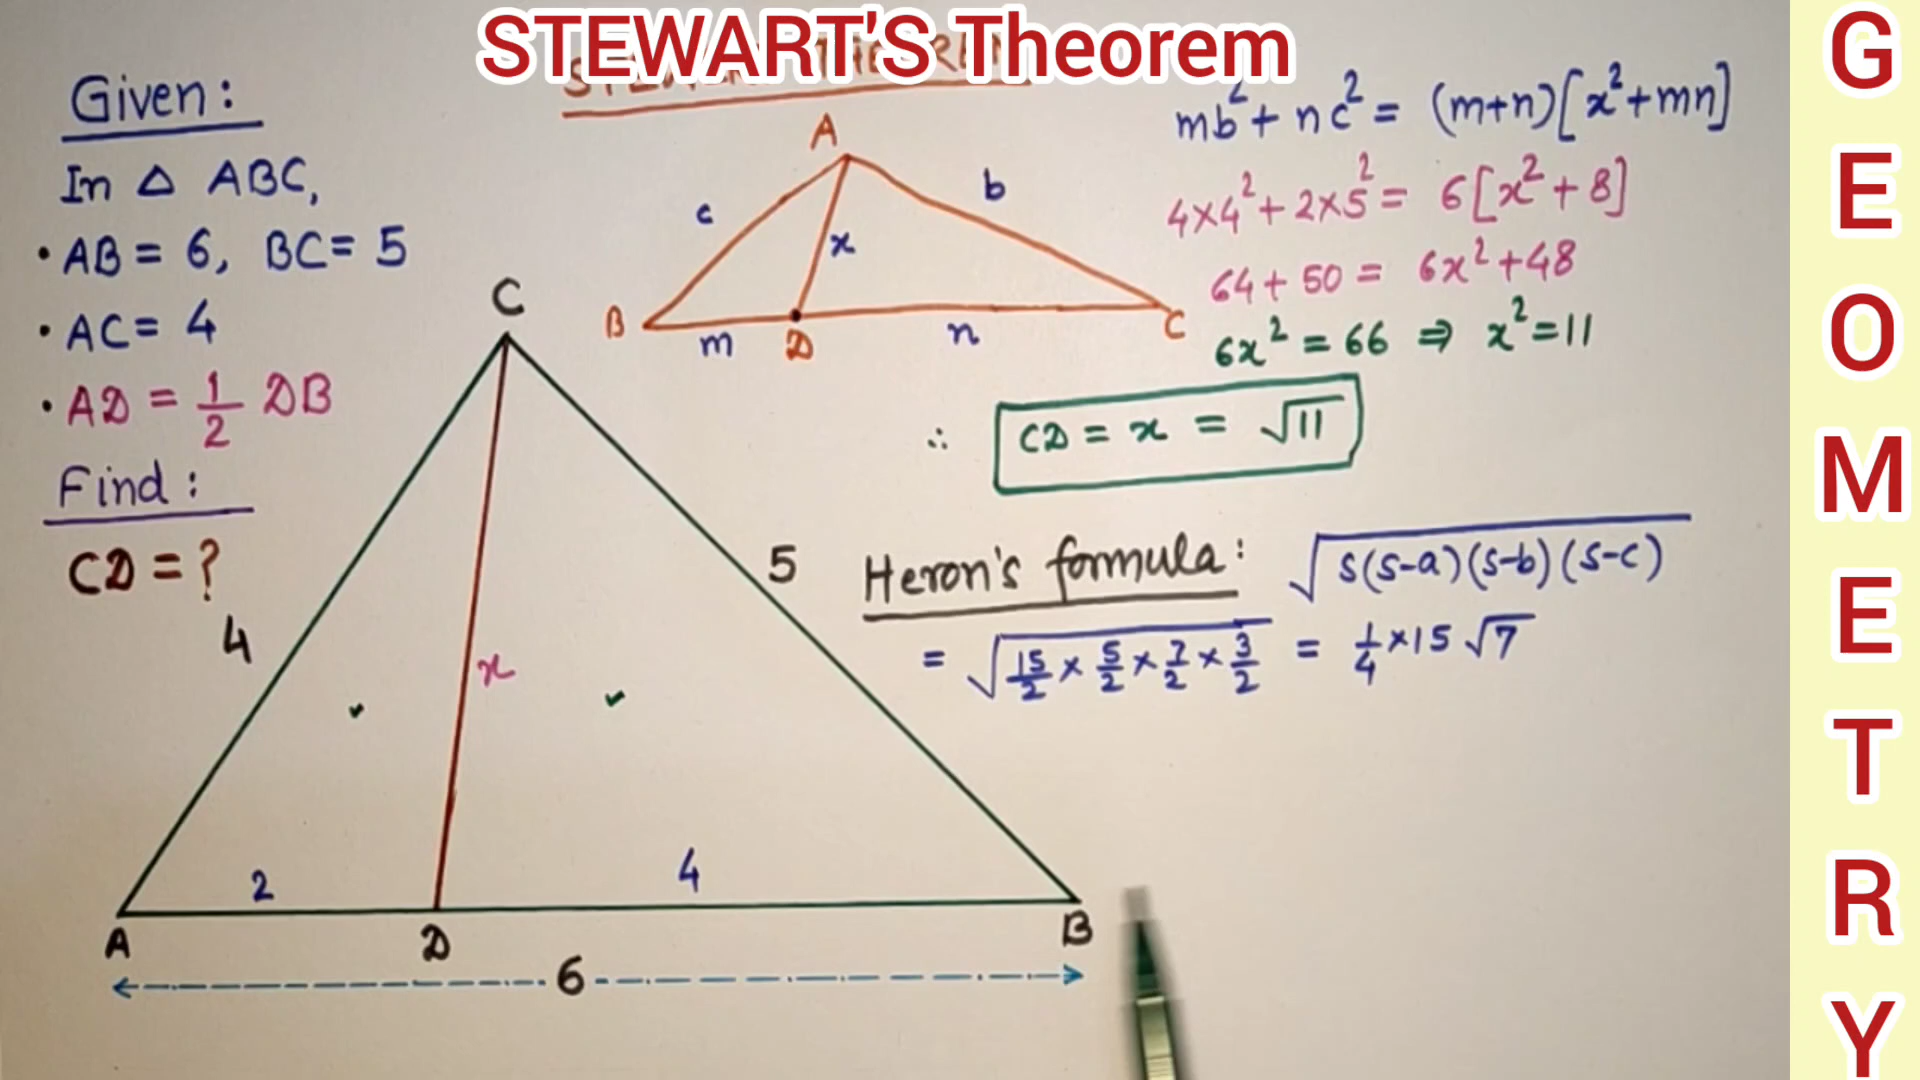 STEWART'S Theorem
Given:
In △ ABC,
• AB = 6, BC = 5
• AC = 4
• AD = 1/2 DB
Find:
CD = ?
A
c
b
x
B
m
D
n
C
mb² + nc² = (m+n)[x²+mn]
4×4² + 2×5² = 6[x²+8]
64 + 50 = 6x²+48
6x² = 66 ⇒ x²=11
∴ CD = x = √11
Heron's formula: √s(s-a)(s-b)(s-c)
= √15/2 × 5/2 × 7/2 × 3/2 = 1/4 × 15 √7
C
4
5
x
2
4
A
D
B
6
GEOMETRY